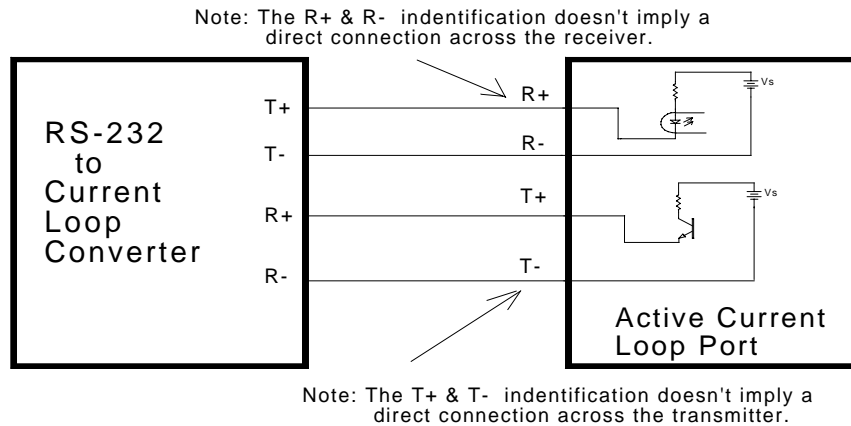 Note: The R+ & R- indentification doesn't imply a
direct connection across the receiver.
RS-232
to
Current
Loop
Converter
T+
T-
R+
R-
R+
R-
T+
T-
Vs
Vs
Active Current
Loop Port
Note: The T+ & T- indentification doesn't imply a
direct connection across the transmitter.